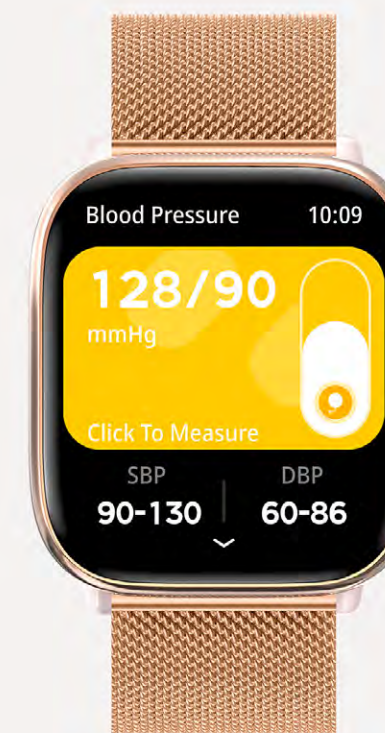 Blood Pressure 10:09
128/90
mmHg
Click To Measure
SBP DBP
90-130 60-86